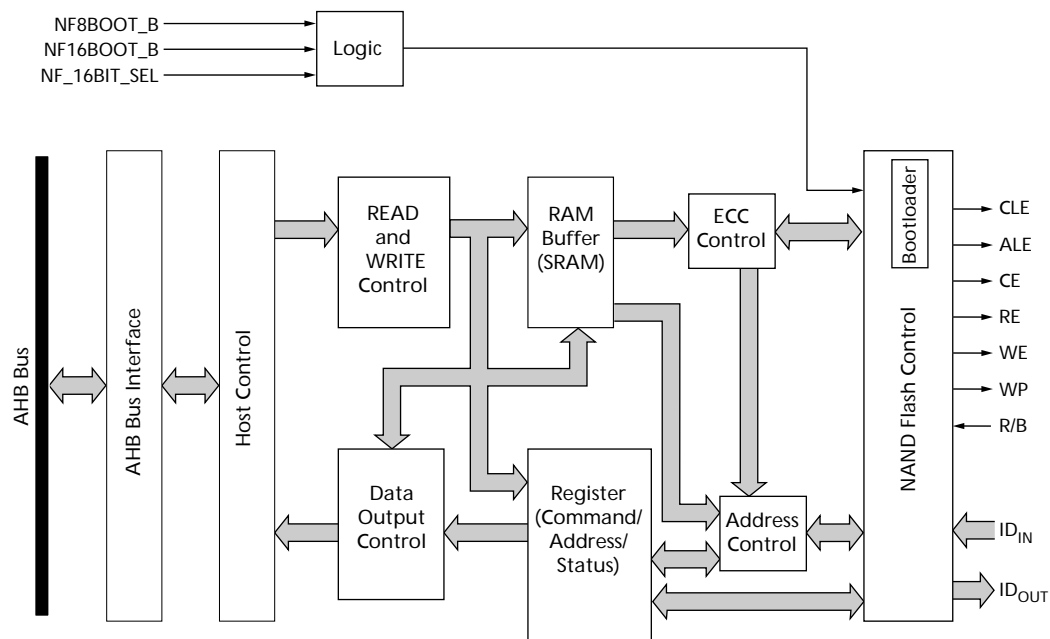 NF8BOOT_B
NF16BOOT_B
NF_16BIT_SEL
Logic
AHB Bus
AHB Bus Interface
Host Control
READ
and
WRITE
Control
RAM
Buffer
(SRAM)
ECC
Control
Bootloader
NAND Flash Control
CLE
ALE
CE
RE
WE
WP
R/B
Data
Output
Control
Register
(Command/
Address/
Status)
Address
Control
ID_IN
ID_OUT